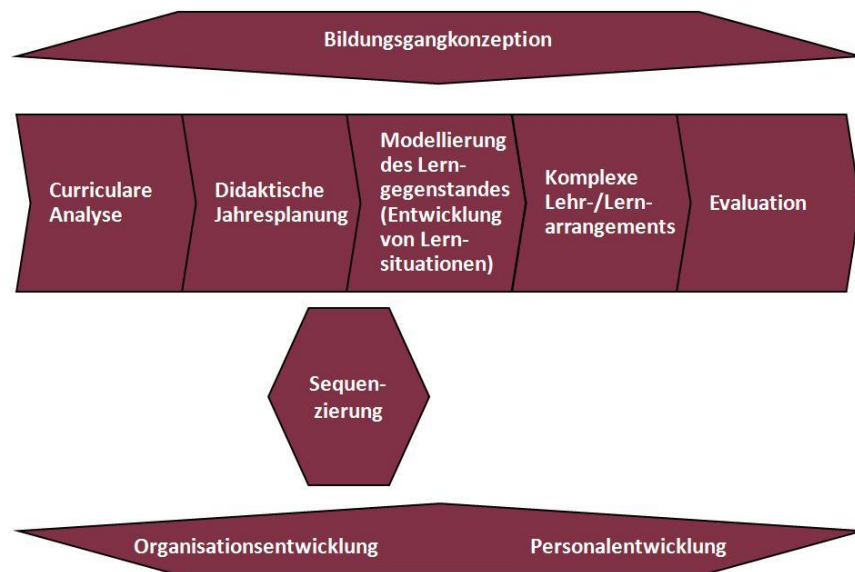 Bildungsgangkonzeption
Curriculare
Analyse
Didaktische
Jahresplanung
Modellierung
des Lern-
gegenstandes
(Entwicklung
von Lern-
situationen)
Komplexe
Lehr-/Lern-
arrangements
Evaluation
Sequen-
zierung
Organisationsentwicklung
Personalentwicklung